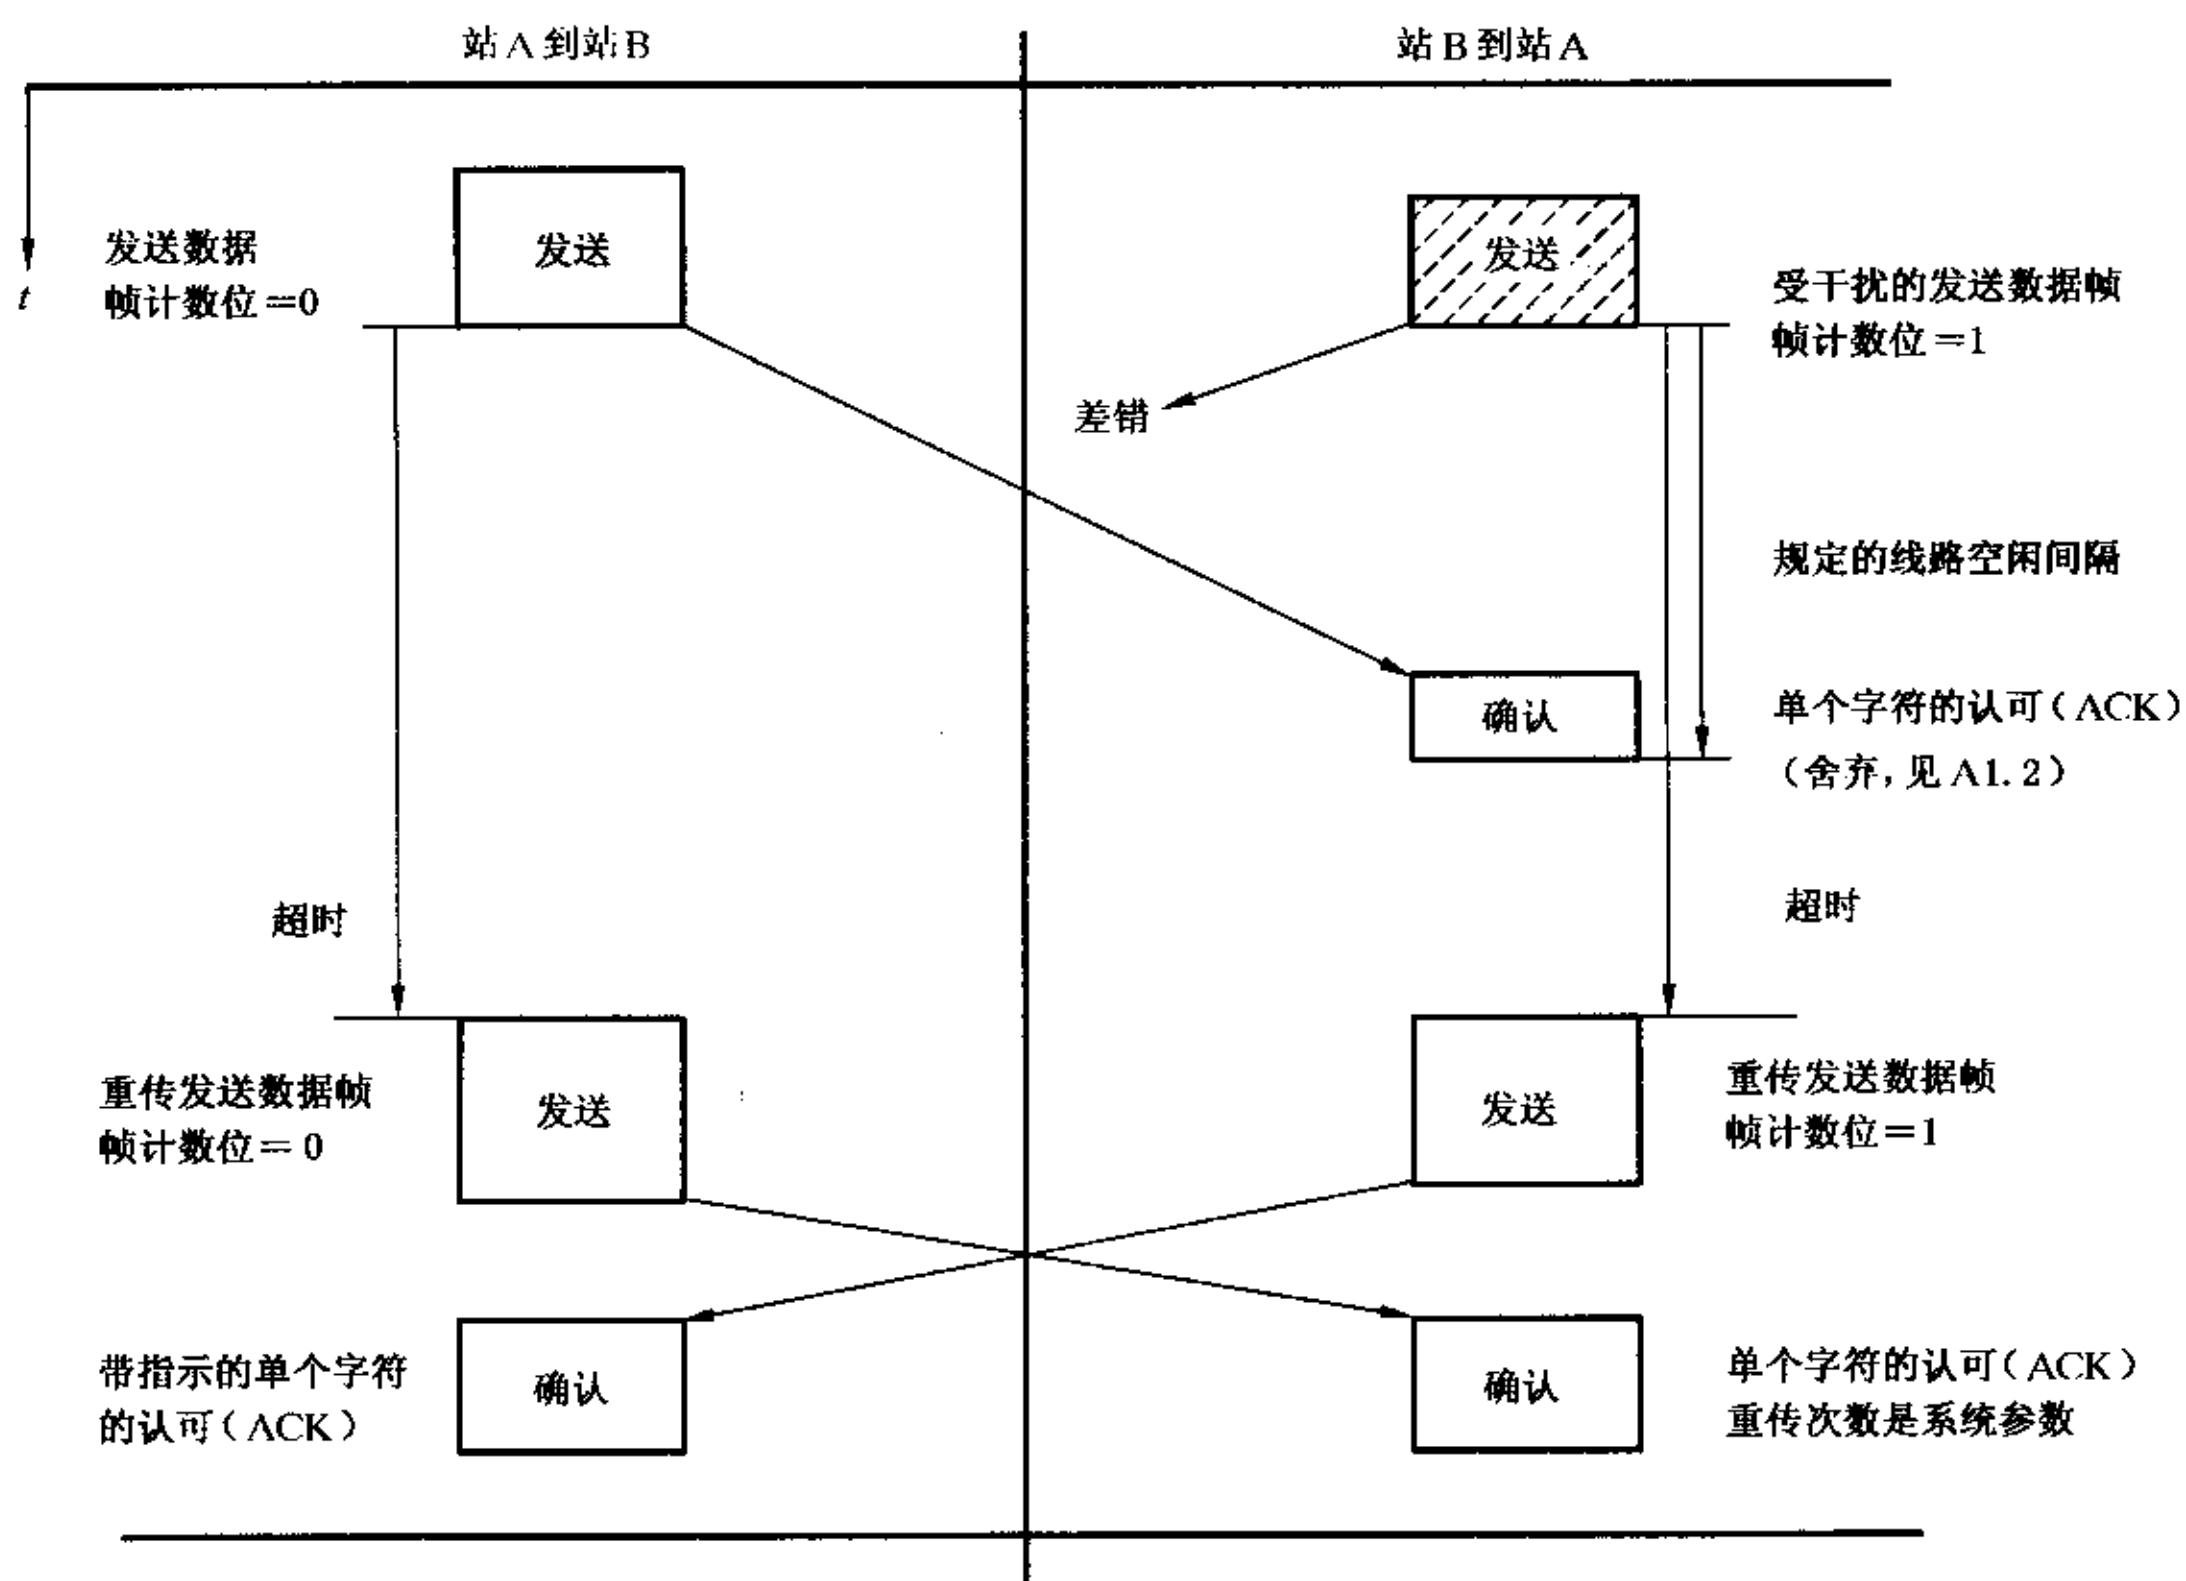 站A到站B
站B到站A
t
发送数据
帧计数位=0
发送
发送
受干扰的发送数据帧
帧计数位=1
差错
规定的线路空闲间隔
确认
单个字符的认可(ACK)
(舍弃,见A1.2)
超时
超时
重传发送数据帧
帧计数位=0
发送
发送
重传发送数据帧
帧计数位=1
带指示的单个字符
的认可(ACK)
确认
确认
单个字符的认可(ACK)
重传次数是系统参数